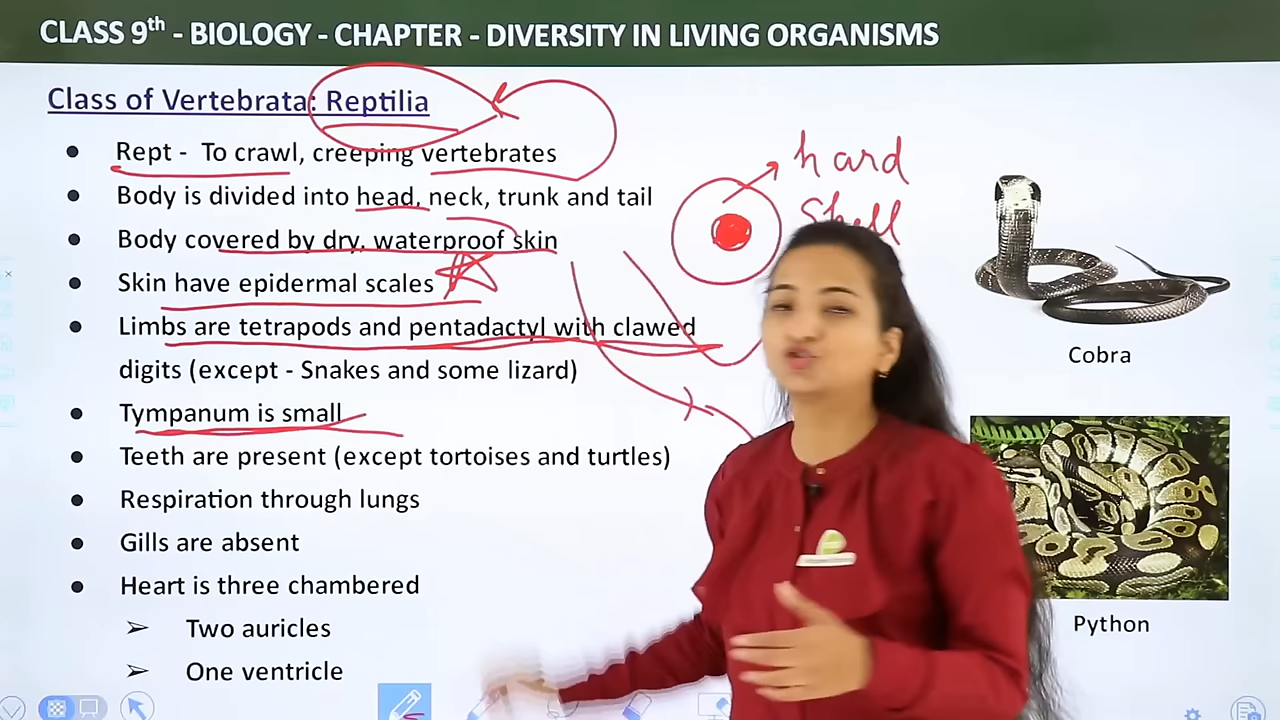 CLASS 9th - BIOLOGY - CHAPTER - DIVERSITY IN LIVING ORGANISMS
Class of Vertebrata: Reptilia
Rept - To crawl, creeping vertebrates
Body is divided into head, neck, trunk and tail
Body covered by dry, waterproof skin
Skin have epidermal scales
Limbs are tetrapods and pentadactyl with clawed
digits (except - Snakes and some lizard)
Tympanum is small
Teeth are present (except tortoises and turtles)
Respiration through lungs
Gills are absent
Heart is three chambered
Two auricles
One ventricle
hard
Shell
Cobra
Python